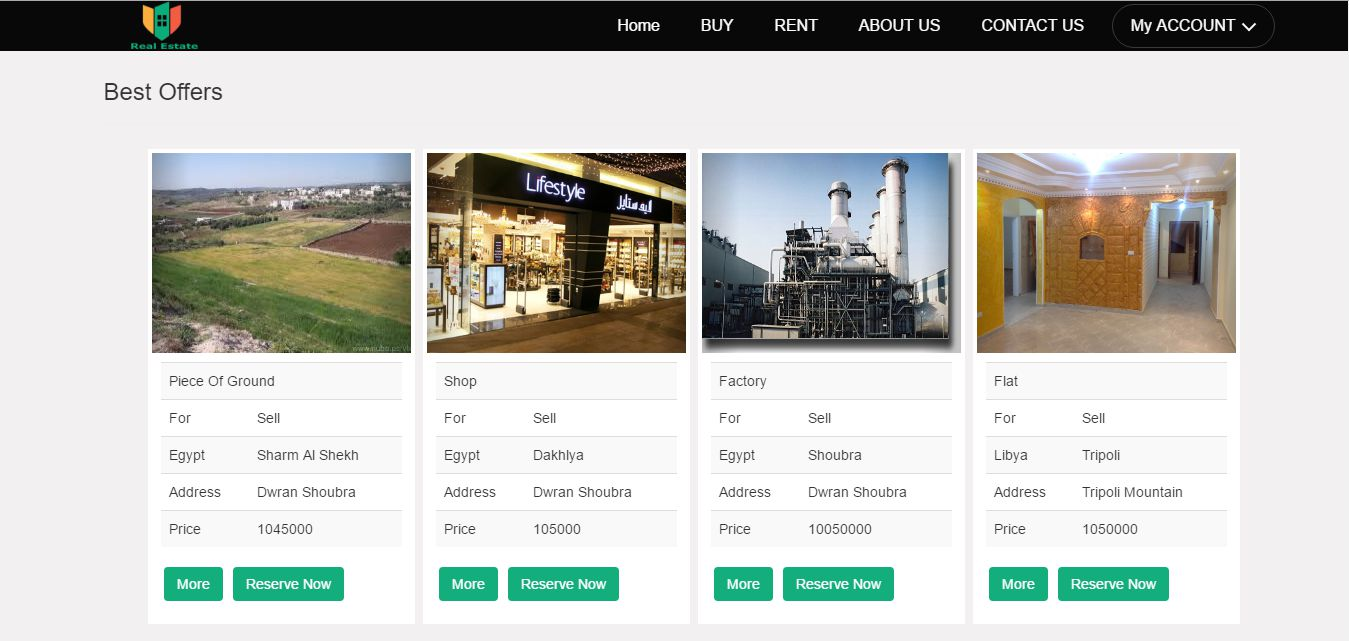 Real Estate
Home BUY RENT ABOUT US CONTACT US My ACCOUNT
Best Offers
Lifestyle
لايف ستايل
Piece Of Ground
For Sell
Egypt Sharm Al Shekh
Address Dwran Shoubra
Price 1045000
More Reserve Now
Shop
For Sell
Egypt Dakhlya
Address Dwran Shoubra
Price 105000
More Reserve Now
Factory
For Sell
Egypt Shoubra
Address Dwran Shoubra
Price 10050000
More Reserve Now
Flat
For Sell
Libya Tripoli
Address Tripoli Mountain
Price 1050000
More Reserve Now